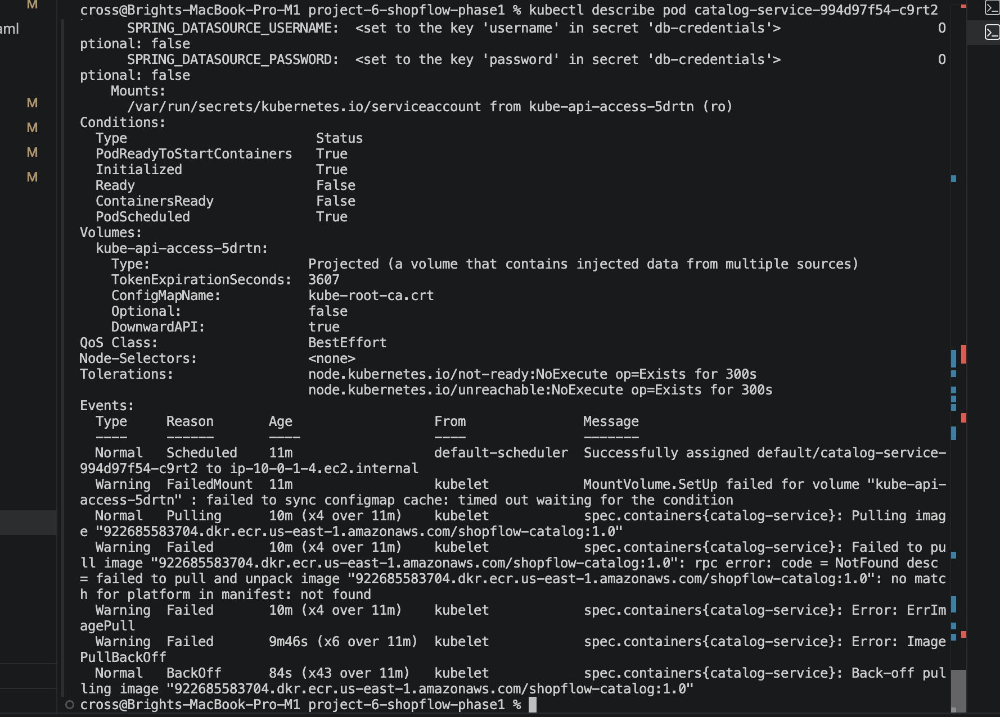 M
cross@Brights-MacBook-Pro-M1 project-6-shopflow-phase1 % kubectl describe pod catalog-service-994d97f54-c9rt2
aml
SPRING_DATASOURCE_USERNAME:  <set to the key 'username' in secret 'db-credentials'>  O
ptional: false
SPRING_DATASOURCE_PASSWORD:  <set to the key 'password' in secret 'db-credentials'>  O
ptional: false
Mounts:
M
/var/run/secrets/kubernetes.io/serviceaccount from kube-api-access-5drtn (ro)
Conditions:
M
Type  Status
M
PodReadyToStartContainers  True
Initialized  True
M
Ready  False
ContainersReady  False
PodScheduled  True
Volumes:
kube-api-access-5drtn:
Type:  Projected (a volume that contains injected data from multiple sources)
TokenExpirationSeconds:  3607
ConfigMapName:  kube-root-ca.crt
Optional:  false
DownwardAPI:  true
QoS Class:  BestEffort
Node-Selectors:  <none>
Tolerations:  node.kubernetes.io/not-ready:NoExecute op=Exists for 300s
node.kubernetes.io/unreachable:NoExecute op=Exists for 300s
Events:
Type  Reason  Age  From  Message
----  ------  ----  ----  -------
Normal  Scheduled  11m  default-scheduler  Successfully assigned default/catalog-service-
994d97f54-c9rt2 to ip-10-0-1-4.ec2.internal
Warning  FailedMount  11m  kubelet  MountVolume.SetUp failed for volume "kube-api-
access-5drtn" : failed to sync configmap cache: timed out waiting for the condition
Normal  Pulling  10m (x4 over 11m)  kubelet  spec.containers{catalog-service}: Pulling imag
e "922685583704.dkr.ecr.us-east-1.amazonaws.com/shopflow-catalog:1.0"
Warning  Failed  10m (x4 over 11m)  kubelet  spec.containers{catalog-service}: Failed to pu
ll image "922685583704.dkr.ecr.us-east-1.amazonaws.com/shopflow-catalog:1.0": rpc error: code = NotFound desc
= failed to pull and unpack image "922685583704.dkr.ecr.us-east-1.amazonaws.com/shopflow-catalog:1.0": no matc
h for platform in manifest: not found
Warning  Failed  10m (x4 over 11m)  kubelet  spec.containers{catalog-service}: Error: ErrIm
agePull
Warning  Failed  9m46s (x6 over 11m)  kubelet  spec.containers{catalog-service}: Error: Image
PullBackOff
Normal  BackOff  84s (x43 over 11m)  kubelet  spec.containers{catalog-service}: Back-off pul
ling image "922685583704.dkr.ecr.us-east-1.amazonaws.com/shopflow-catalog:1.0"
cross@Brights-MacBook-Pro-M1 project-6-shopflow-phase1 %